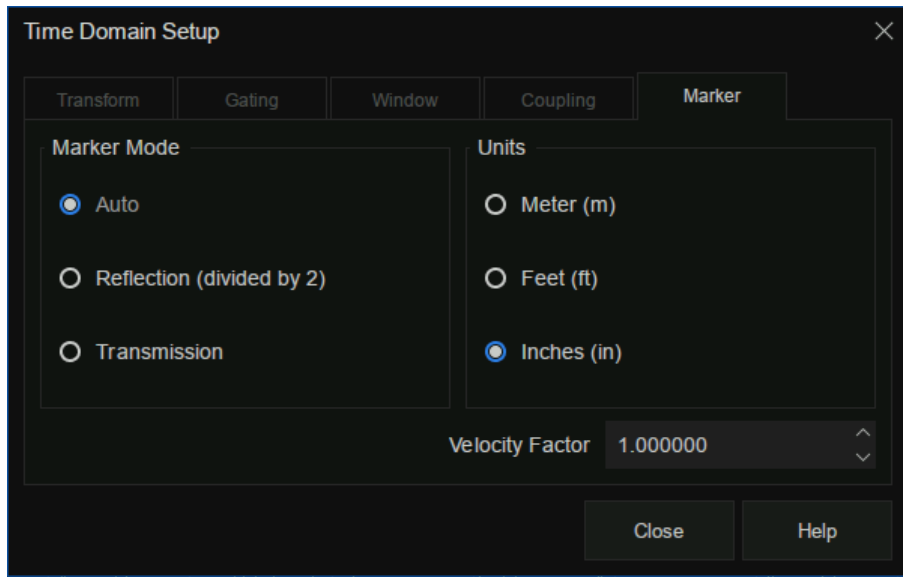 Time Domain Setup
Transform Gating Window Coupling Marker
Marker Mode
Auto
Reflection (divided by 2)
Transmission
Units
Meter (m)
Feet (ft)
Inches (in)
Velocity Factor 1.000000
Close Help